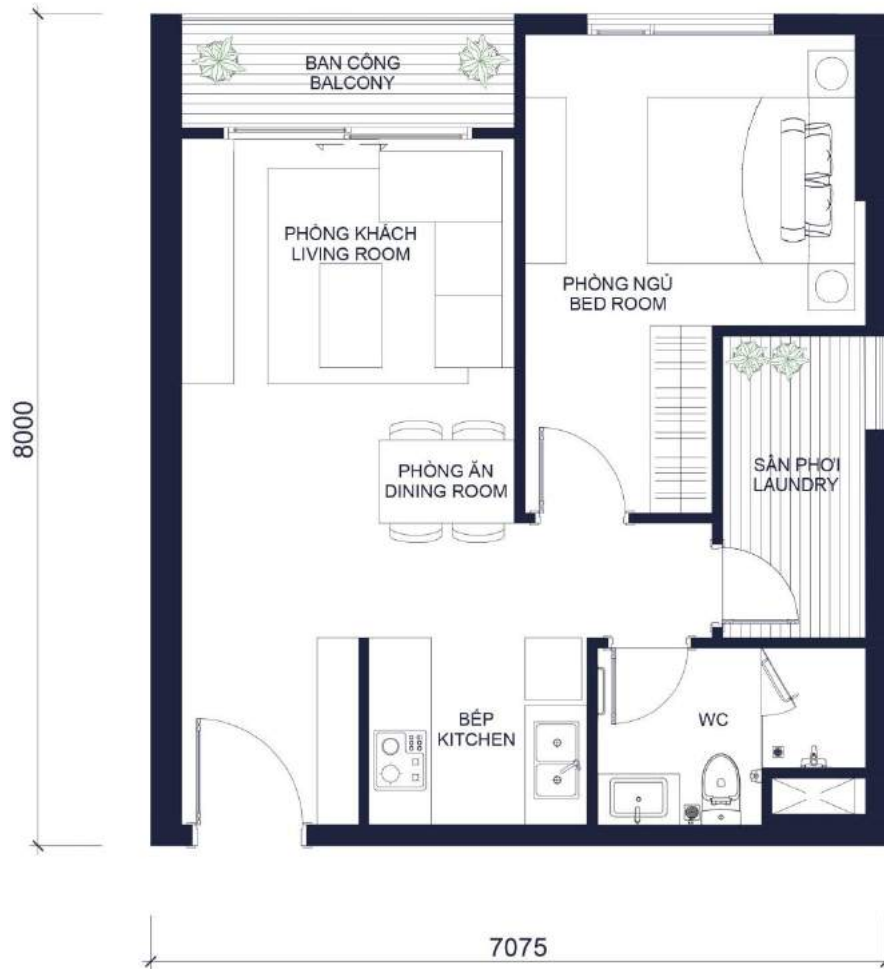 BAN CÔNG
BALCONY
PHÒNG KHÁCH
LIVING ROOM
PHÒNG NGỦ
BED ROOM
8000
PHÒNG ĂN
DINING ROOM
SÂN PHƠI
LAUNDRY
BẾP
KITCHEN
WC
7075